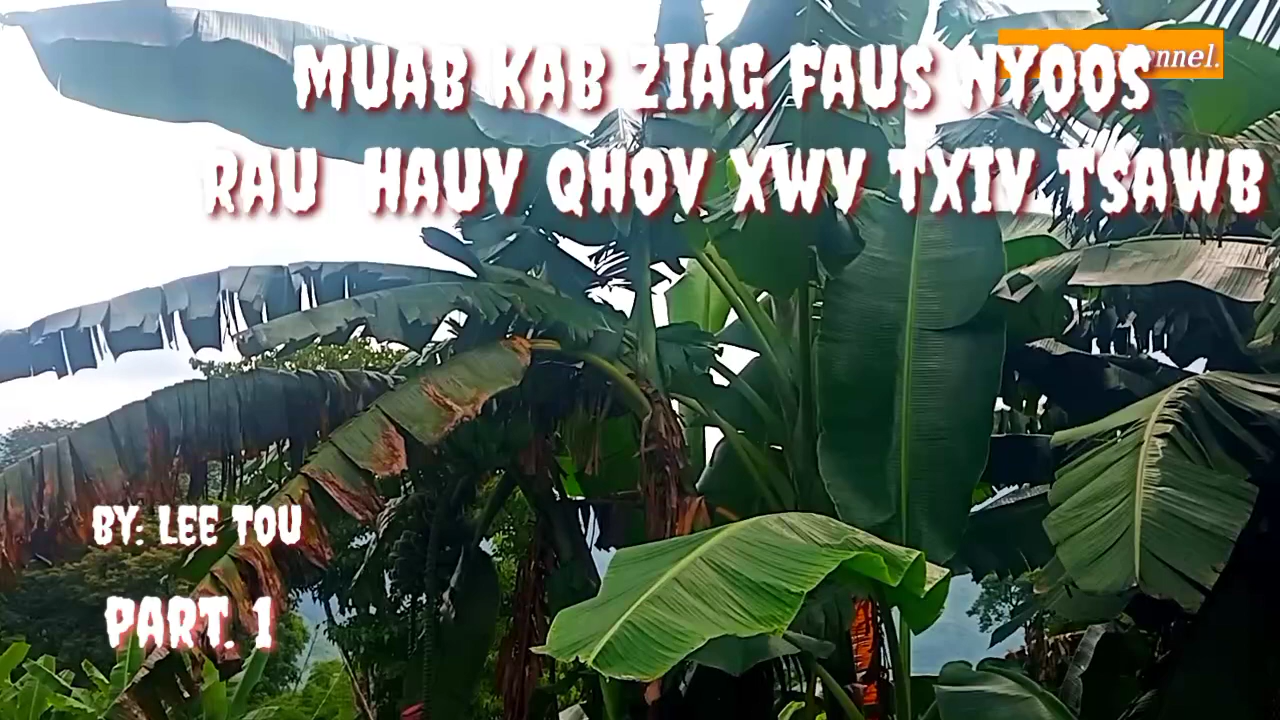 MUAB KAB ZIAG FAUS NYOOS
RAU HAUV QHOV XWV TXIV TSAWB
BY: LEE TOU
PART. 1